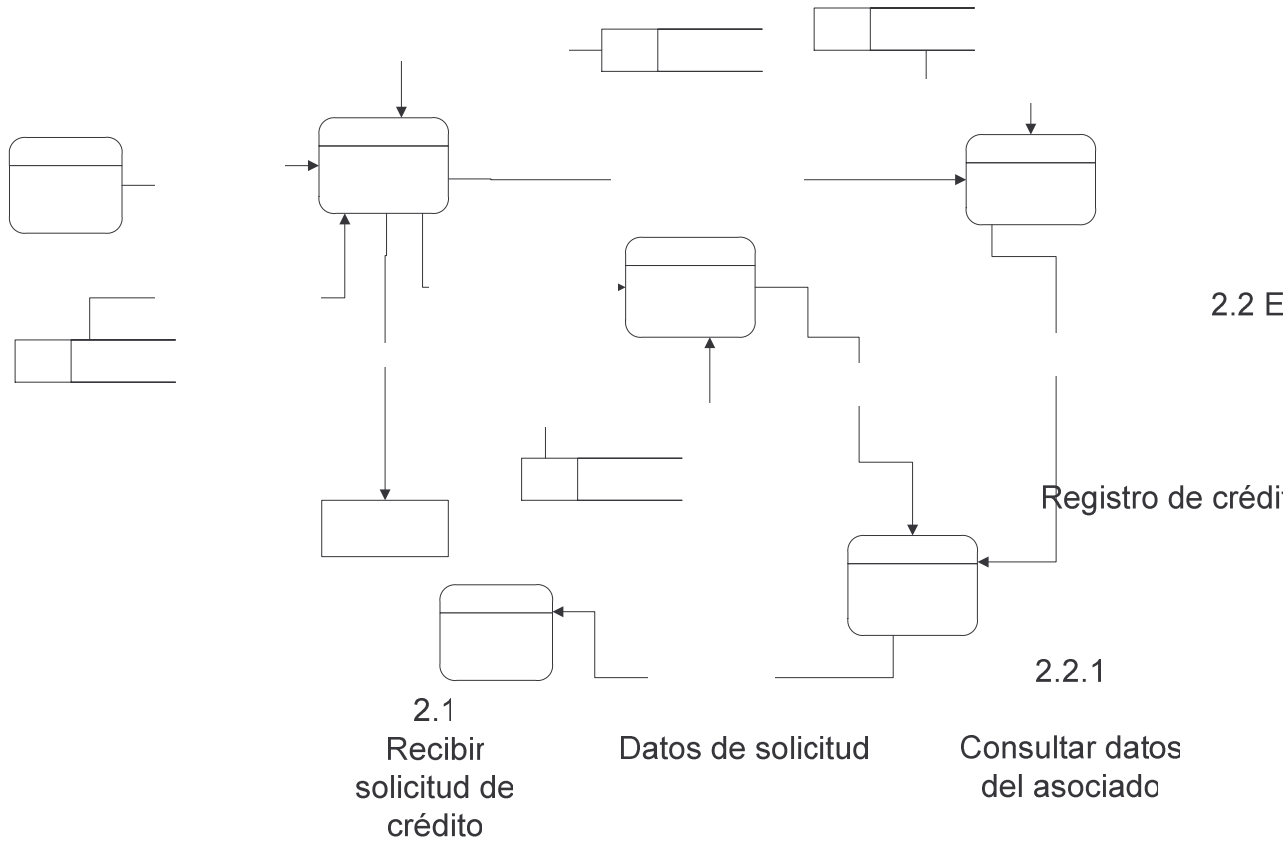 2.2 E
Registro de crédi
2.2.1
2.1
Recibir
solicitud de
crédito
Datos de solicitud
Consultar datos
del asociado